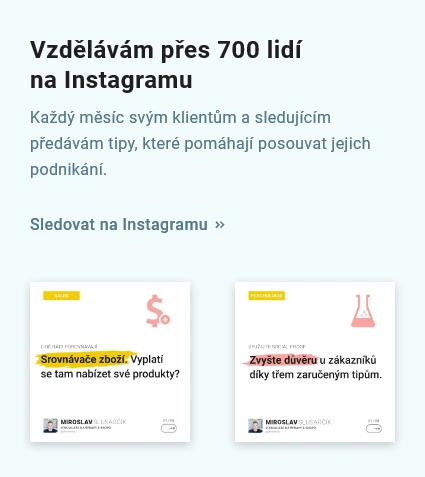 Vzdělávám přes 700 lidí
na Instagramu
Každý měsíc svým klientům a sledujícím
předávám tipy, které pomáhají posouvat jejich
podnikání.
Sledovat na Instagramu »
SALES
LIDÉ RÁDI POROVNÁVAJÍ
Srovnávače zboží. Vyplatí
se tam nabízet své produkty?
MIROSLAV SLUSARČÍK
PSYCHOLOGIE
VYUŽIJTE SOCIAL PROOF
Zvyšte důvěru u zákazníků
díky třem zaručeným tipům.
MIROSLAV SLUSARČÍK